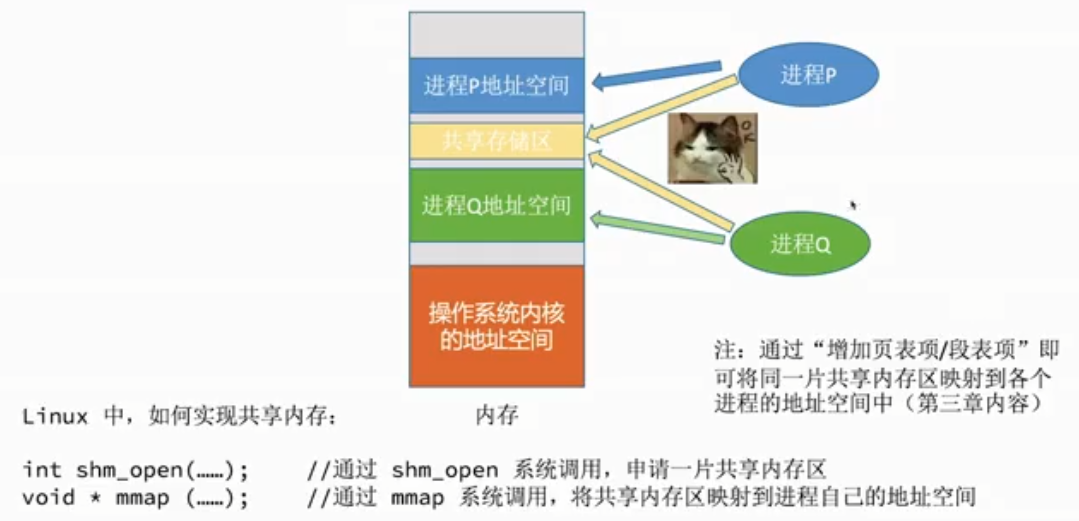 进程P地址空间
进程P
共享存储区
OK
进程Q地址空间
进程Q
操作系统内核
的地址空间
注：通过“增加页表项/段表项”即
可将同一片共享内存区映射到各个
进程的地址空间中（第三章内容）
内存
Linux 中，如何实现共享内存：
int shm_open(……);     //通过 shm_open 系统调用，申请一片共享内存区
void * mmap (……);     //通过 mmap 系统调用，将共享内存区映射到进程自己的地址空间